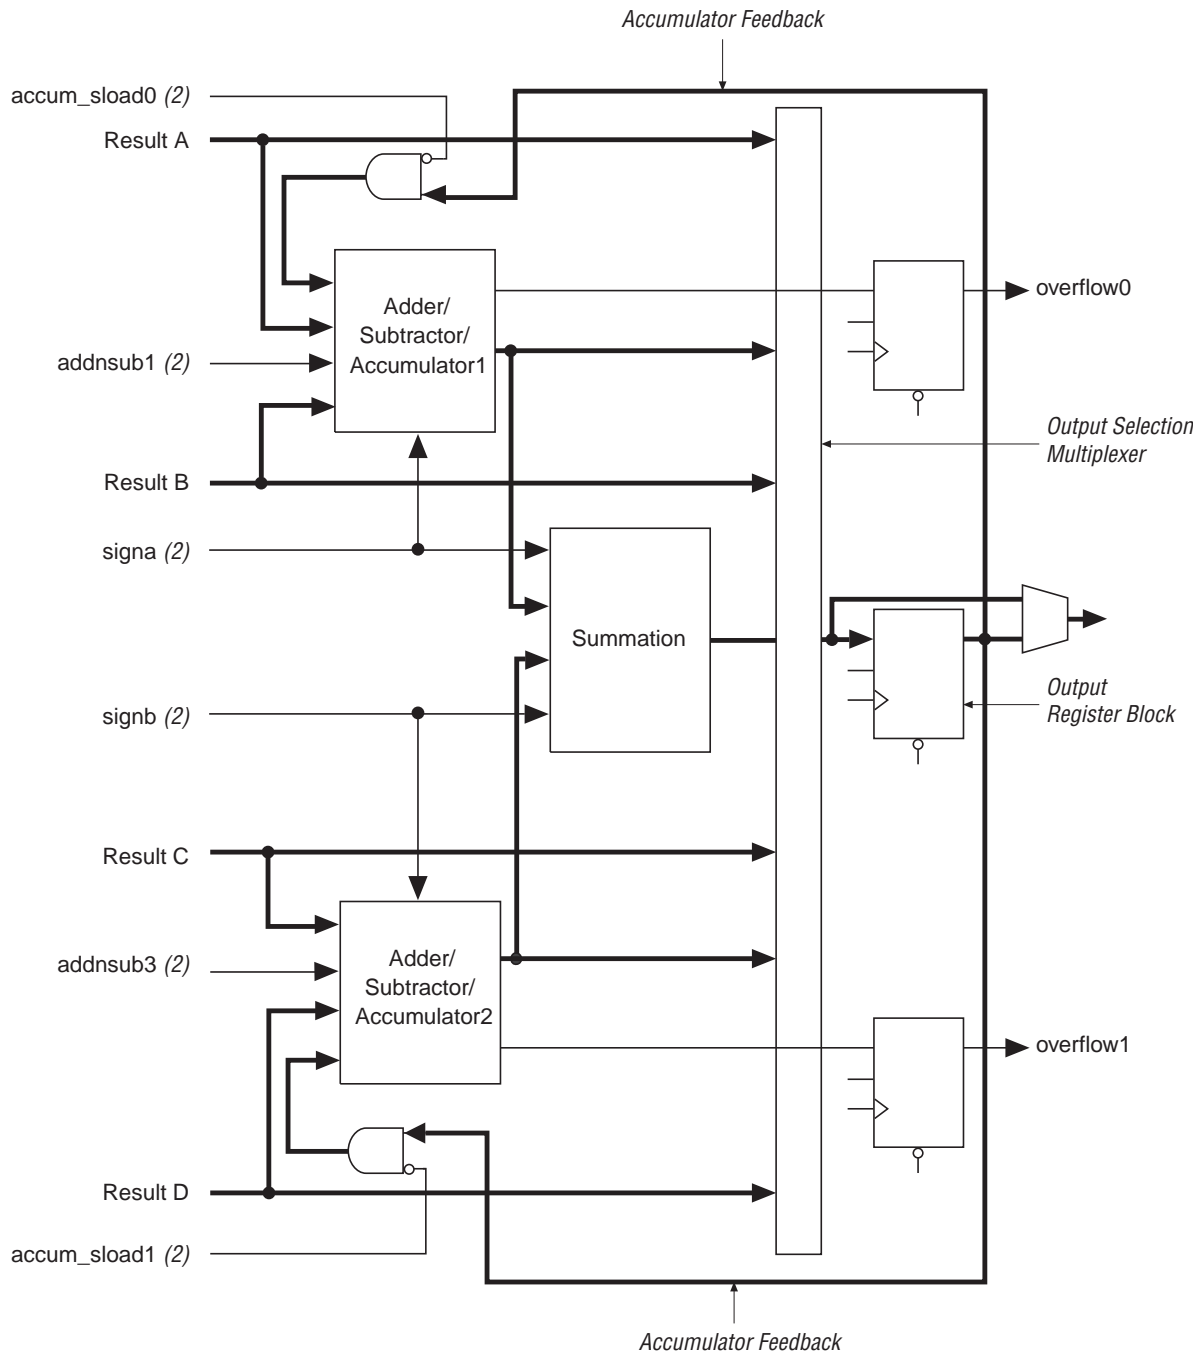 Accumulator Feedback
accum_sload0 (2)
Result A
overflow0
Adder/
Subtractor/
Accumulator1
addnsub1 (2)
Output Selection
Multiplexer
Result B
signa (2)
Summation
Output
Register Block
signb (2)
Result C
Adder/
Subtractor/
Accumulator2
addnsub3 (2)
overflow1
Result D
accum_sload1 (2)
Accumulator Feedback